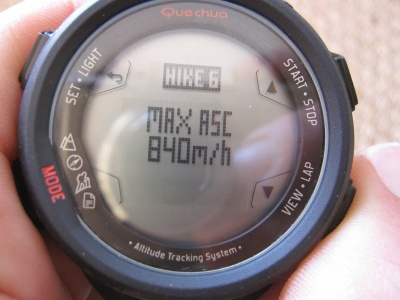 Quechua
SET • LIGHT
START • STOP
HIKE 6
MAX ASC
840m/h
MODE
VIEW • LAP
• Altitude Tracking System •